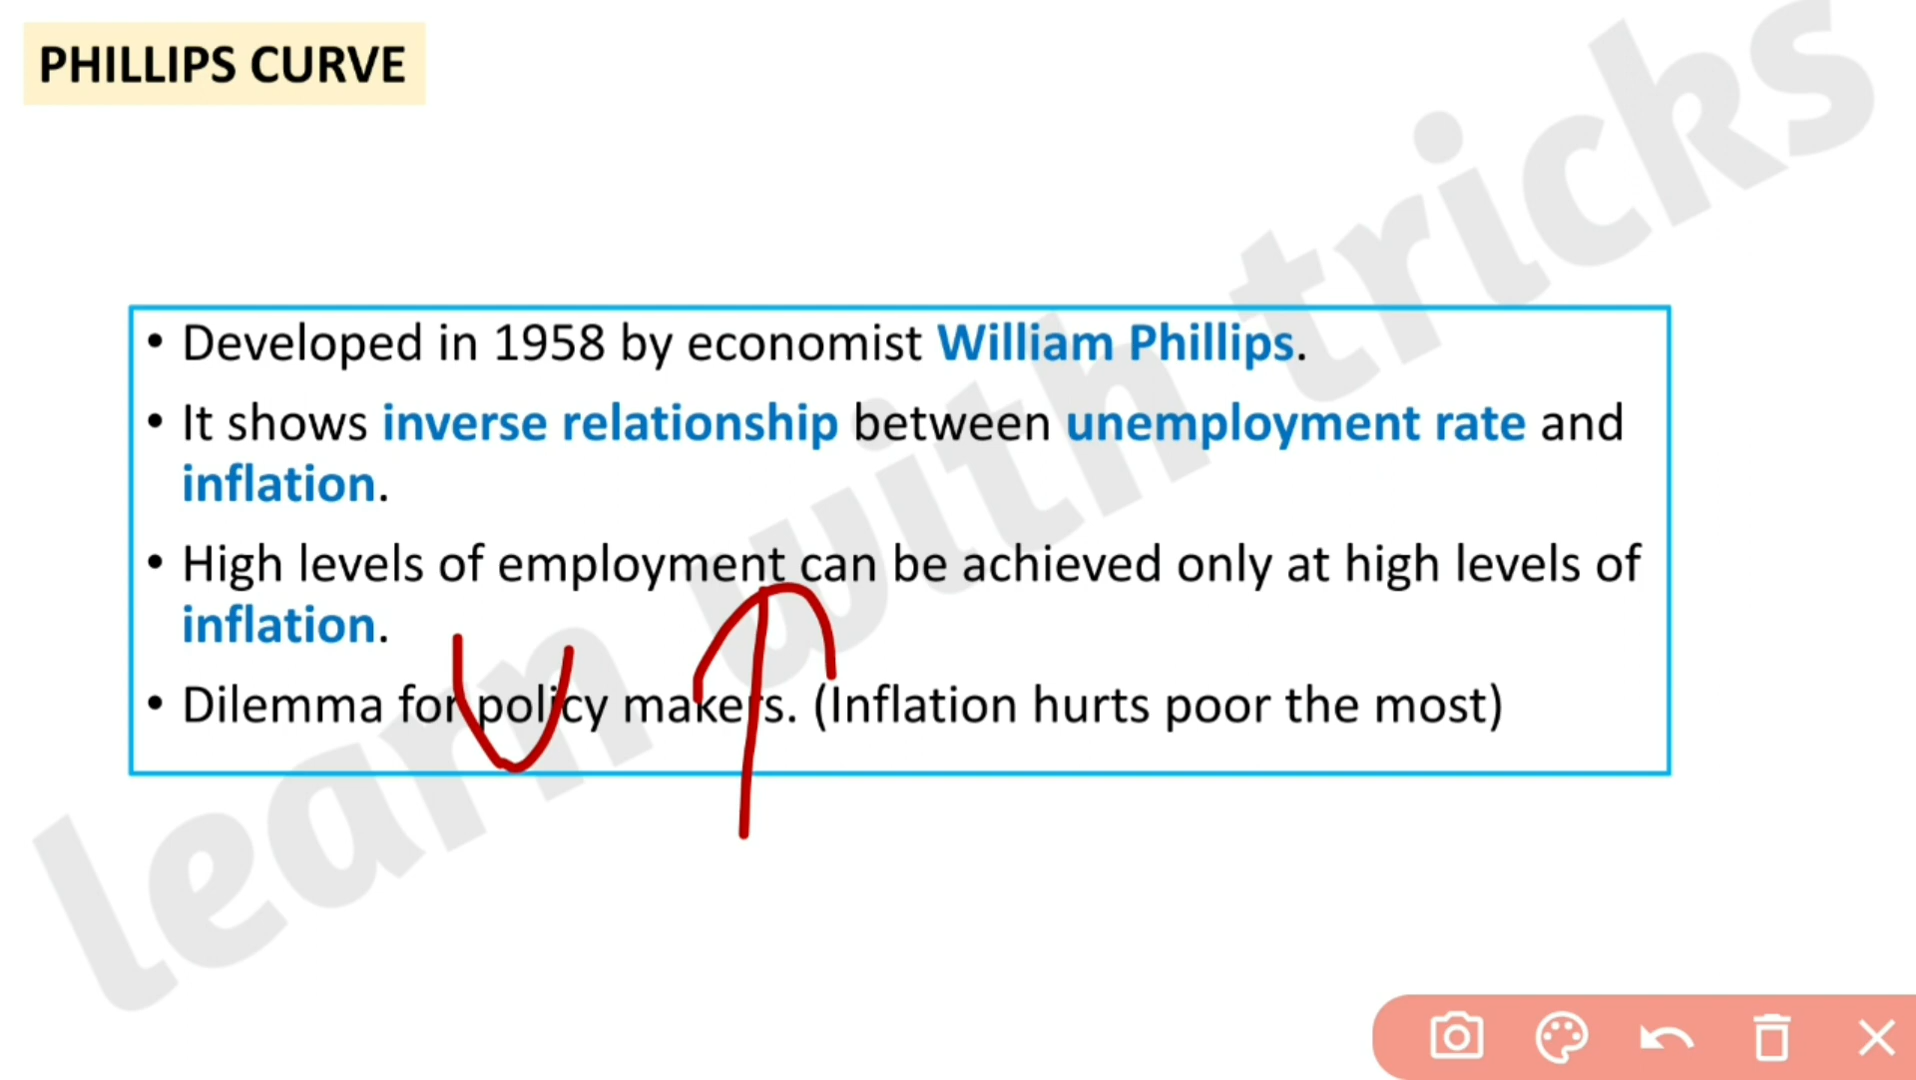 PHILLIPS CURVE
• Developed in 1958 by economist William Phillips.
• It shows inverse relationship between unemployment rate and
inflation.
• High levels of employment can be achieved only at high levels of
inflation.
• Dilemma for policy makers. (Inflation hurts poor the most)
learn with tricks